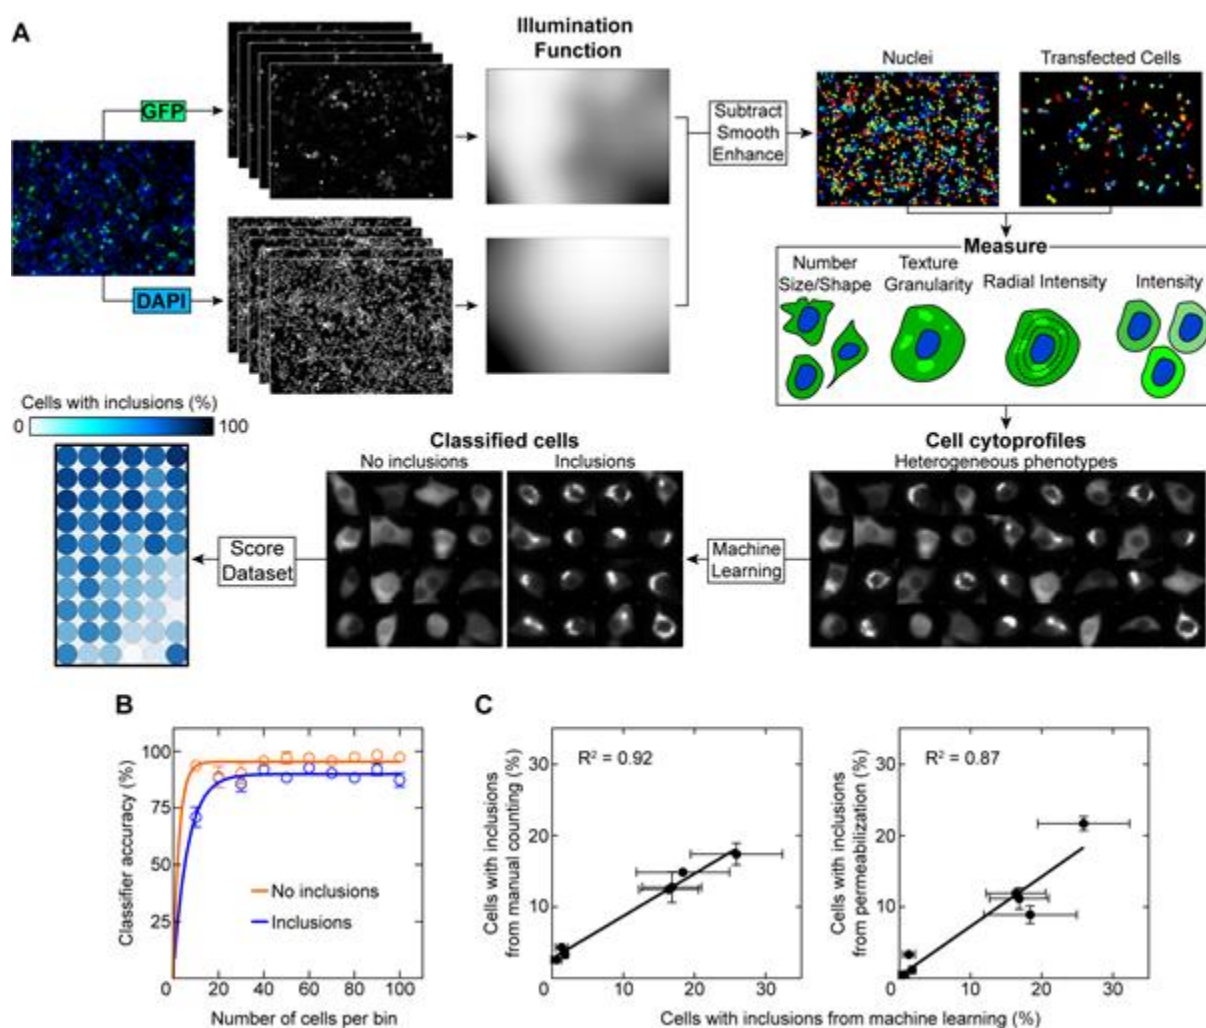 A
GFP
DAPI
Illumination
Function
Subtract
Smooth
Enhance
Nuclei
Transfected Cells
Measure
Number
Size/Shape
Texture
Granularity
Radial Intensity
Intensity
Cells with inclusions (%)
0
100
Score
Dataset
Classified cells
No inclusions
Inclusions
Machine
Learning
Cell cytoprofiles
Heterogeneous phenotypes
B
Classifier accuracy (%)
100
75
50
25
0
20
40
60
80
100
Number of cells per bin
No inclusions
Inclusions
C
Cells with inclusions
from manual counting (%)
30
20
10
0
10
20
30
R² = 0.92
Cells with inclusions
from permeabilization (%)
30
20
10
0
10
20
30
R² = 0.87
Cells with inclusions from machine learning (%)